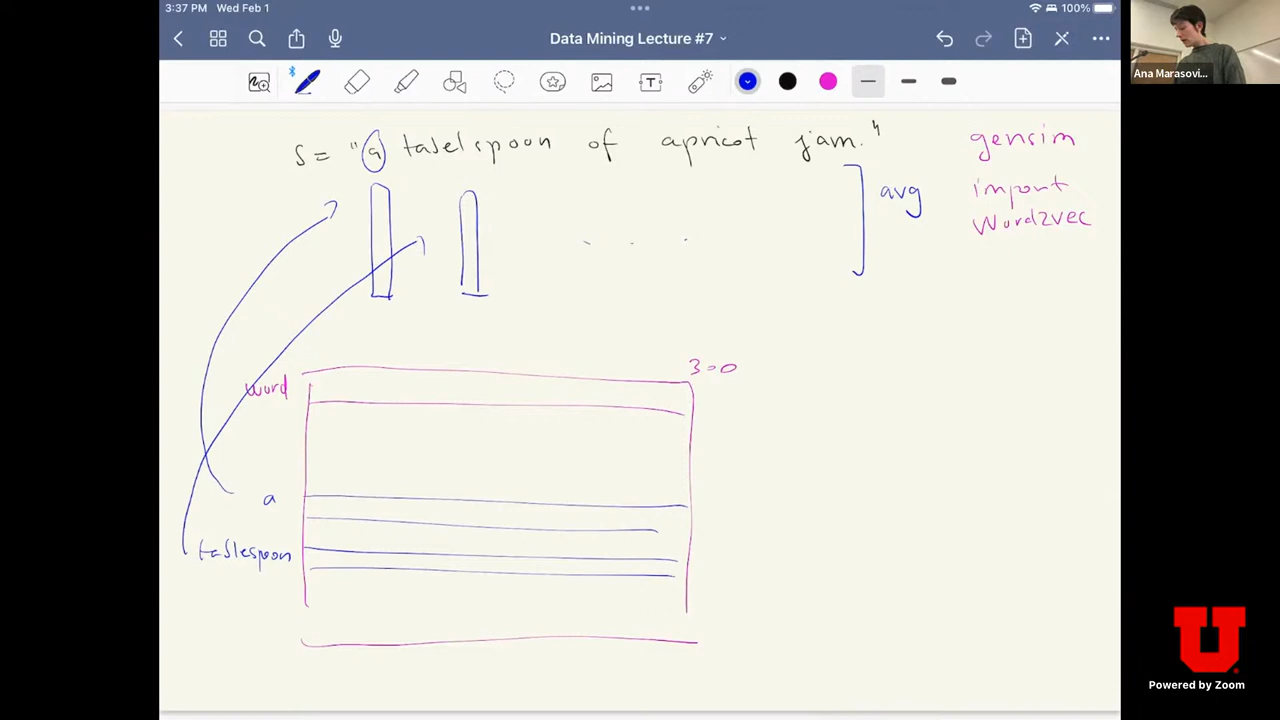 3:37 PM Wed Feb 1
100%
Data Mining Lecture #7
Ana Marasovi...
S = "a tabelspoon of apricot jam."
gensim
import
Word2vec
avg
300
word
a
tablespoon
U
Powered by Zoom